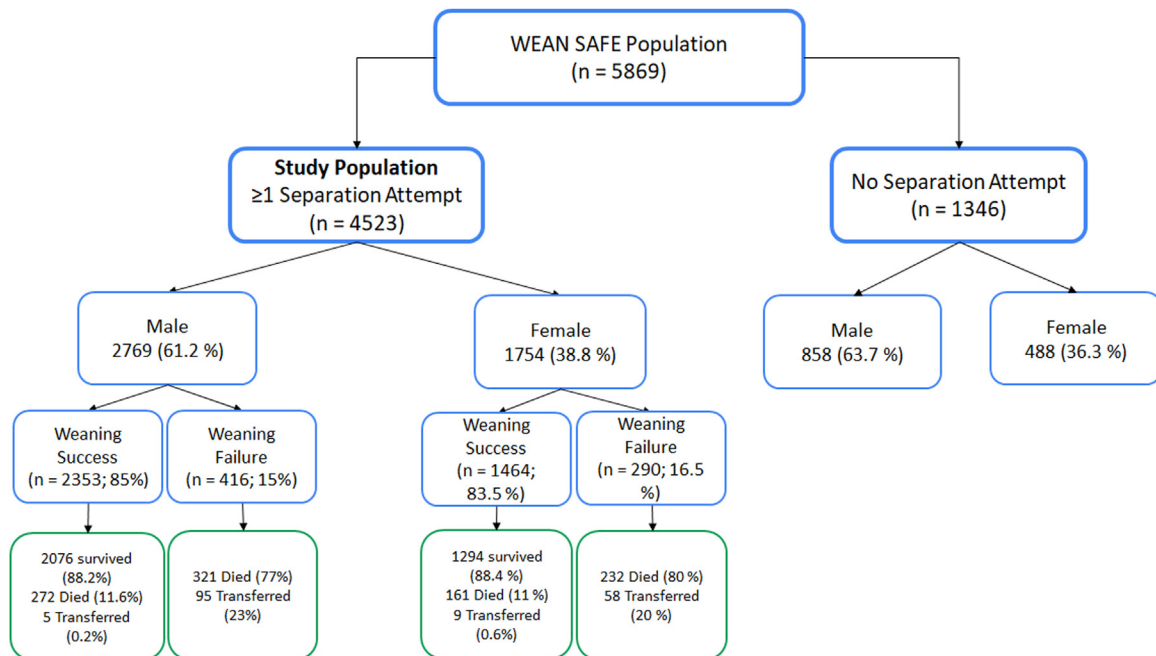 WEAN SAFE Population
(n = 5869)
Study Population
≥1 Separation Attempt
(n = 4523)
No Separation Attempt
(n = 1346)
Male
2769 (61.2 %)
Female
1754 (38.8 %)
Male
858 (63.7 %)
Female
488 (36.3 %)
Weaning
Success
(n = 2353; 85%)
Weaning
Failure
(n = 416; 15%)
Weaning
Success
(n = 1464;
83.5 %)
Weaning
Failure
(n = 290; 16.5
%)
2076 survived
(88.2%)
272 Died (11.6%)
5 Transferred
(0.2%)
321 Died (77%)
95 Transferred
(23%)
1294 survived
(88.4 %)
161 Died (11 %)
9 Transferred
(0.6%)
232 Died (80 %)
58 Transferred
(20 %)